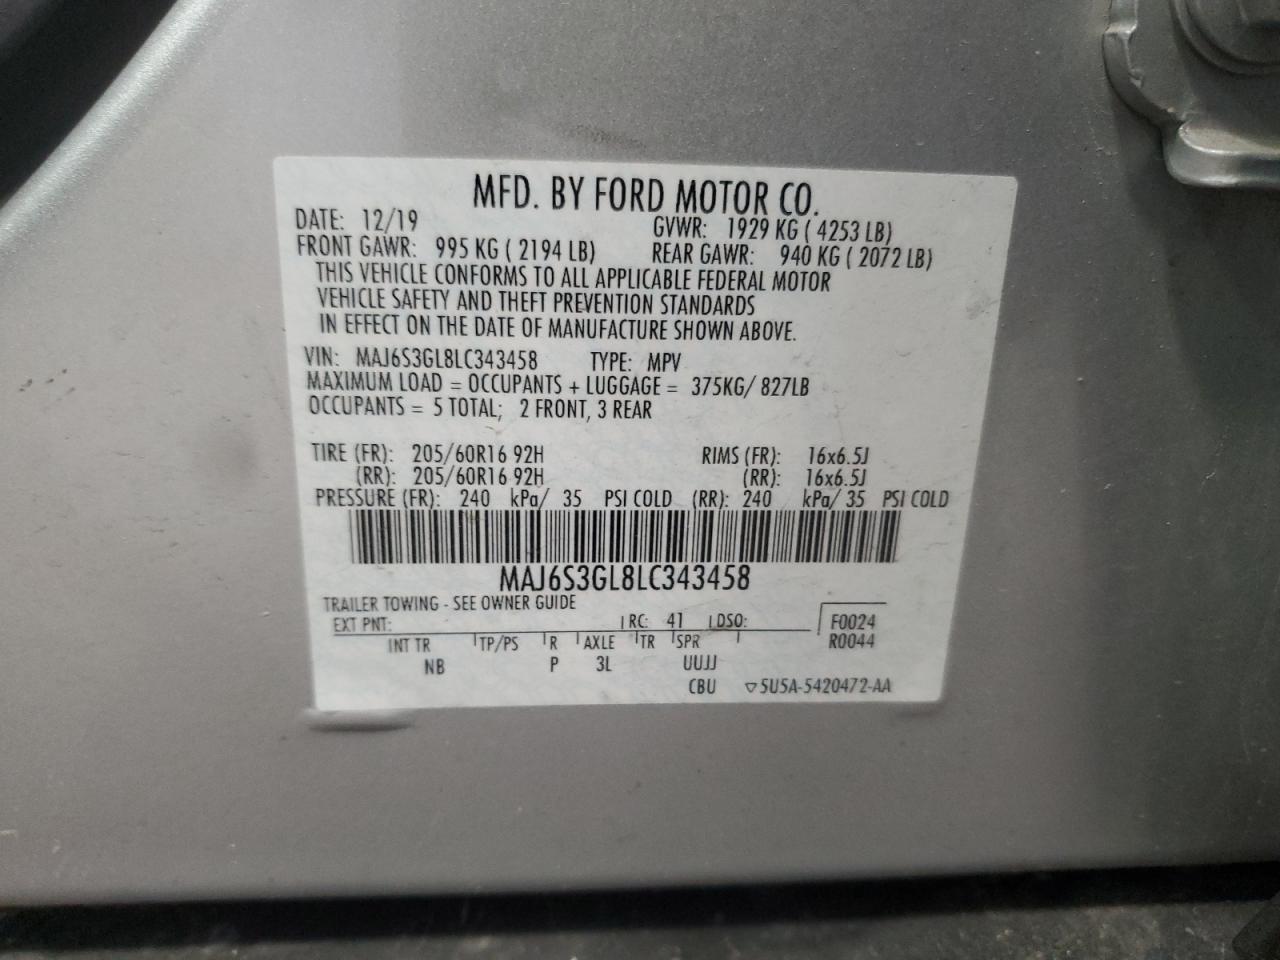 MFD. BY FORD MOTOR CO.
DATE: 12/19 GVWR: 1929 KG ( 4253 LB)
FRONT GAWR: 995 KG ( 2194 LB) REAR GAWR: 940 KG ( 2072 LB)
THIS VEHICLE CONFORMS TO ALL APPLICABLE FEDERAL MOTOR
VEHICLE SAFETY AND THEFT PREVENTION STANDARDS
IN EFFECT ON THE DATE OF MANUFACTURE SHOWN ABOVE.
VIN: MAJ6S3GL8LC343458 TYPE: MPV
MAXIMUM LOAD = OCCUPANTS + LUGGAGE = 375KG/ 827LB
OCCUPANTS = 5 TOTAL; 2 FRONT, 3 REAR
TIRE (FR): 205/60R16 92H RIMS (FR): 16x6.5J
(RR): 205/60R16 92H (RR): 16x6.5J
PRESSURE (FR): 240 kPa/ 35 PSI COLD (RR): 240 kPa/ 35 PSI COLD
MAJ6S3GL8LC343458
TRAILER TOWING - SEE OWNER GUIDE
EXT PNT: RC: 41 DSO: F0024
INT TR TP/PS R AXLE TR SPR R0044
NB P 3L UUJJ
CBU ▽5U5A-5420472-AA